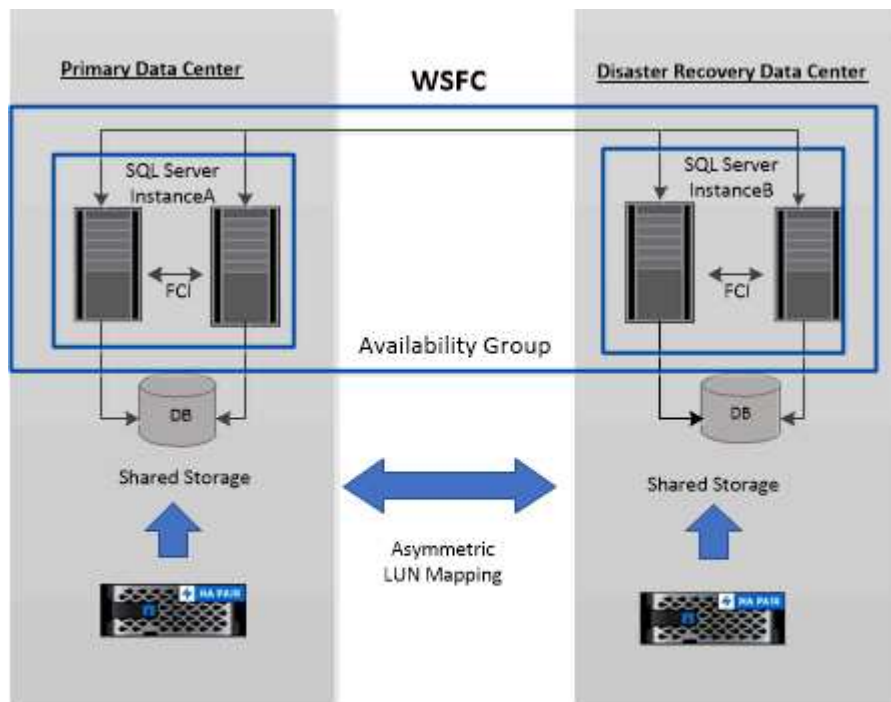 Primary Data Center
WSFC
Disaster Recovery Data Center
SQL Server
InstanceA
FCI
SQL Server
InstanceB
FCI
Availability Group
DB
DB
Shared Storage
Shared Storage
Asymmetric
LUN Mapping
HA PAIR
HA PAIR